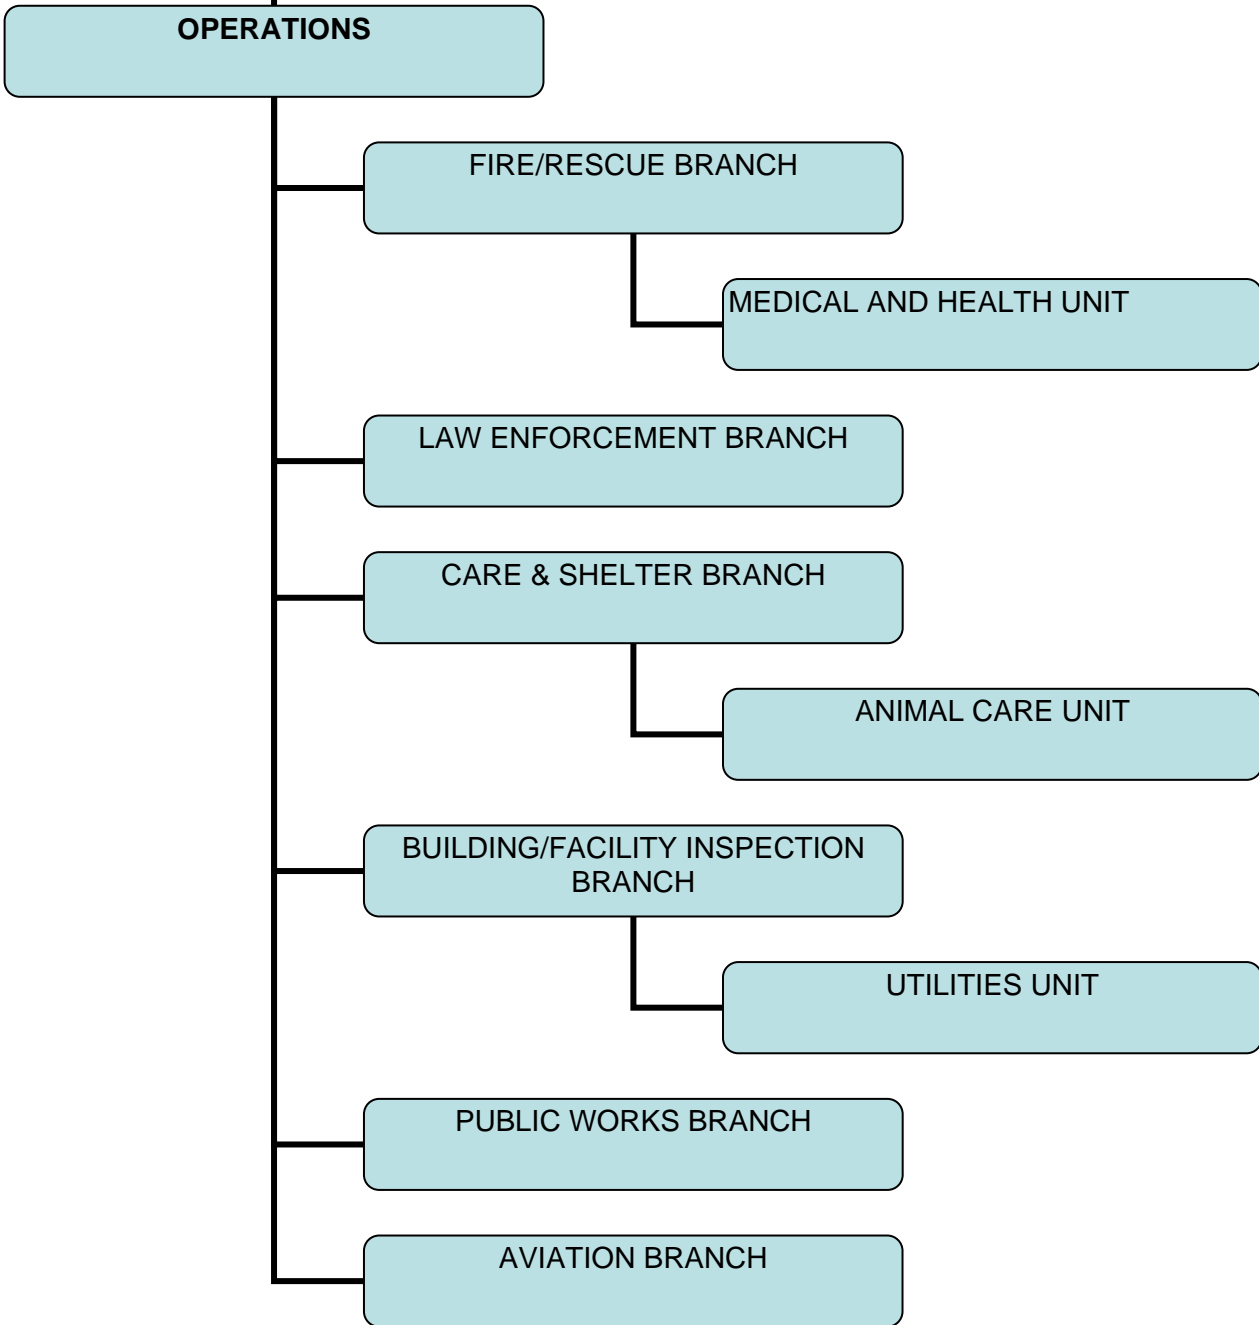 OPERATIONS
FIRE/RESCUE BRANCH
MEDICAL AND HEALTH UNIT
LAW ENFORCEMENT BRANCH
CARE & SHELTER BRANCH
ANIMAL CARE UNIT
BUILDING/FACILITY INSPECTION
BRANCH
UTILITIES UNIT
PUBLIC WORKS BRANCH
AVIATION BRANCH